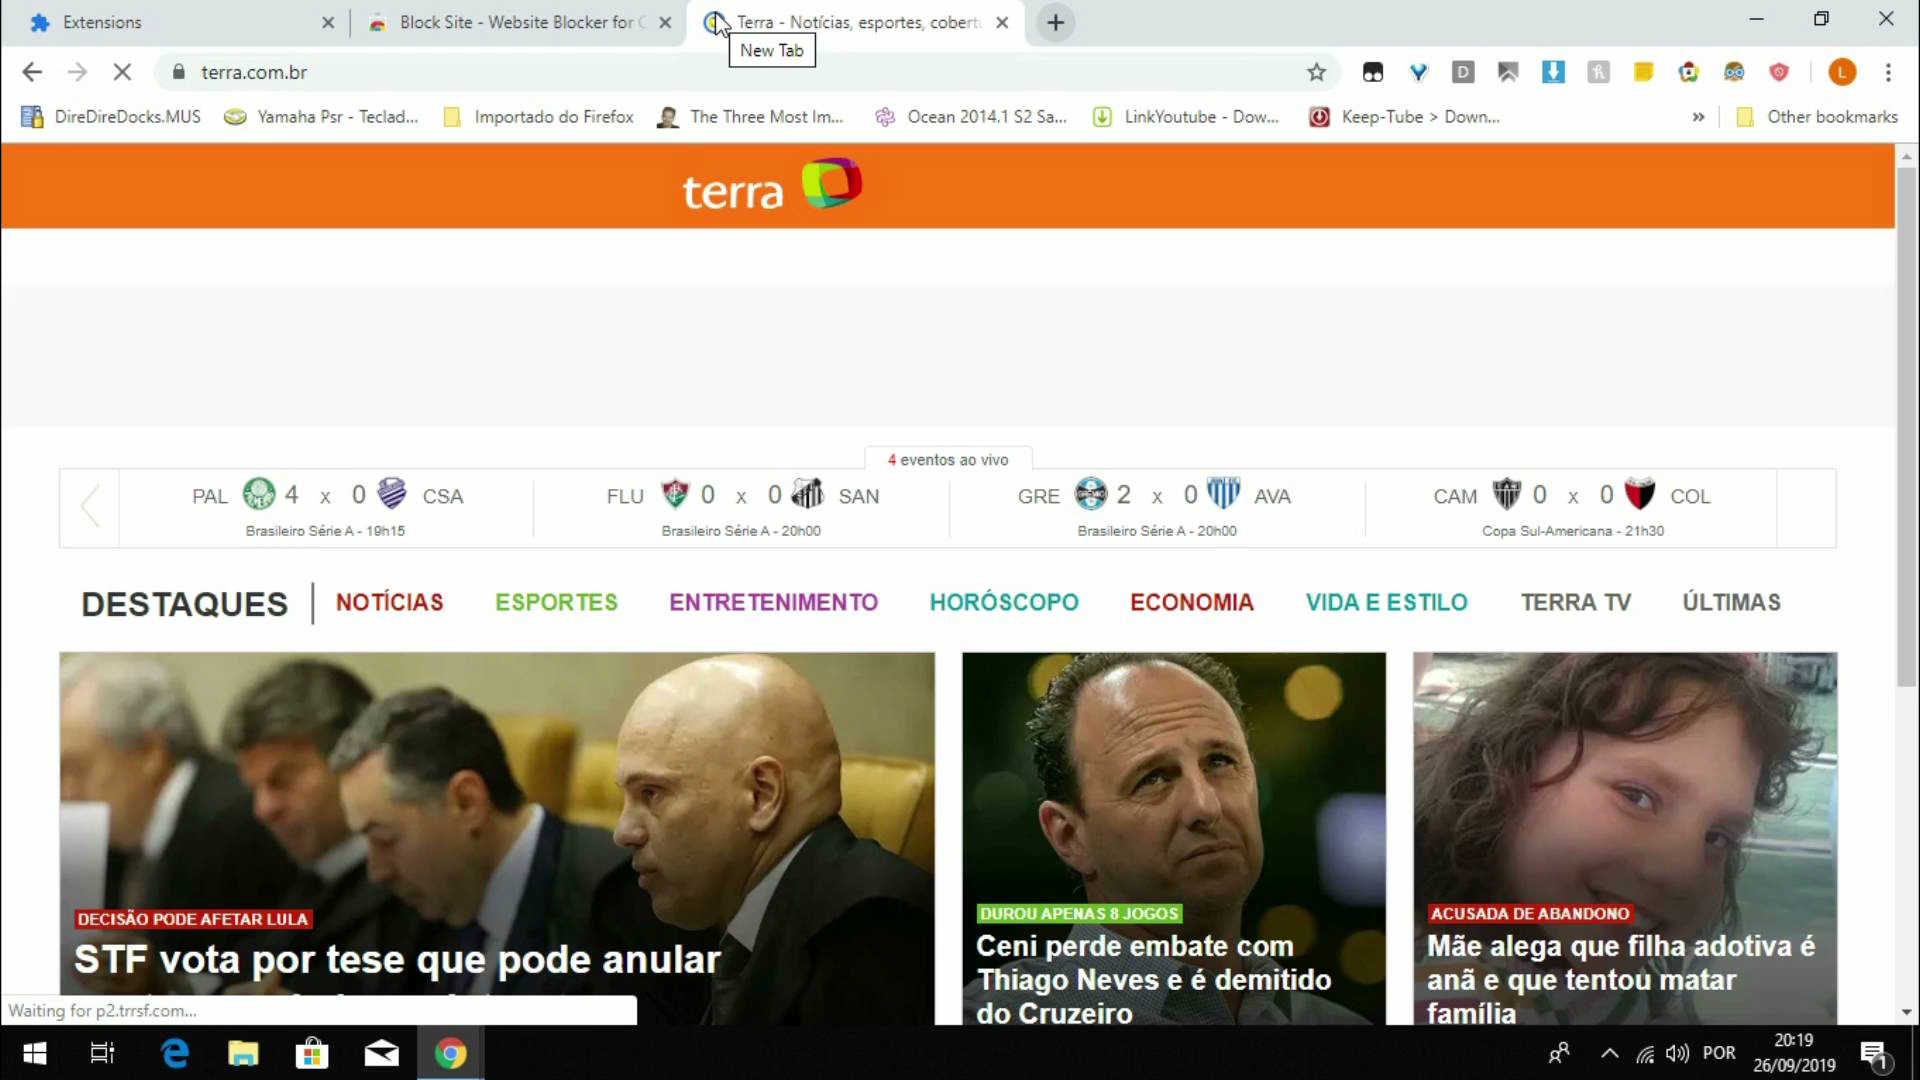 Extensions
Block Site - Website Blocker for C
Terra - Notícias, esportes, cobert
New Tab
terra.com.br
D
L
DireDireDocks.MUS
Yamaha Psr - Teclad...
Importado do Firefox
The Three Most Im...
Ocean 2014.1 S2 Sa...
LinkYoutube - Dow...
Keep-Tube > Down...
»
Other bookmarks
terra
4 eventos ao vivo
PAL 4 x 0 CSA
Brasileiro Série A - 19h15
FLU 0 x 0 SAN
Brasileiro Série A - 20h00
GRE 2 x 0 AVA
Brasileiro Série A - 20h00
CAM 0 x 0 COL
Copa Sul-Americana - 21h30
DESTAQUES
NOTÍCIAS
ESPORTES
ENTRETENIMENTO
HORÓSCOPO
ECONOMIA
VIDA E ESTILO
TERRA TV
ÚLTIMAS
DECISÃO PODE AFETAR LULA
STF vota por tese que pode anular
DUROU APENAS 8 JOGOS
Ceni perde embate com
Thiago Neves e é demitido
do Cruzeiro
ACUSADA DE ABANDONO
Mãe alega que filha adotiva é
anã e que tentou matar
família
Waiting for p2.trrsf.com...
POR
20:19
26/09/2019
1